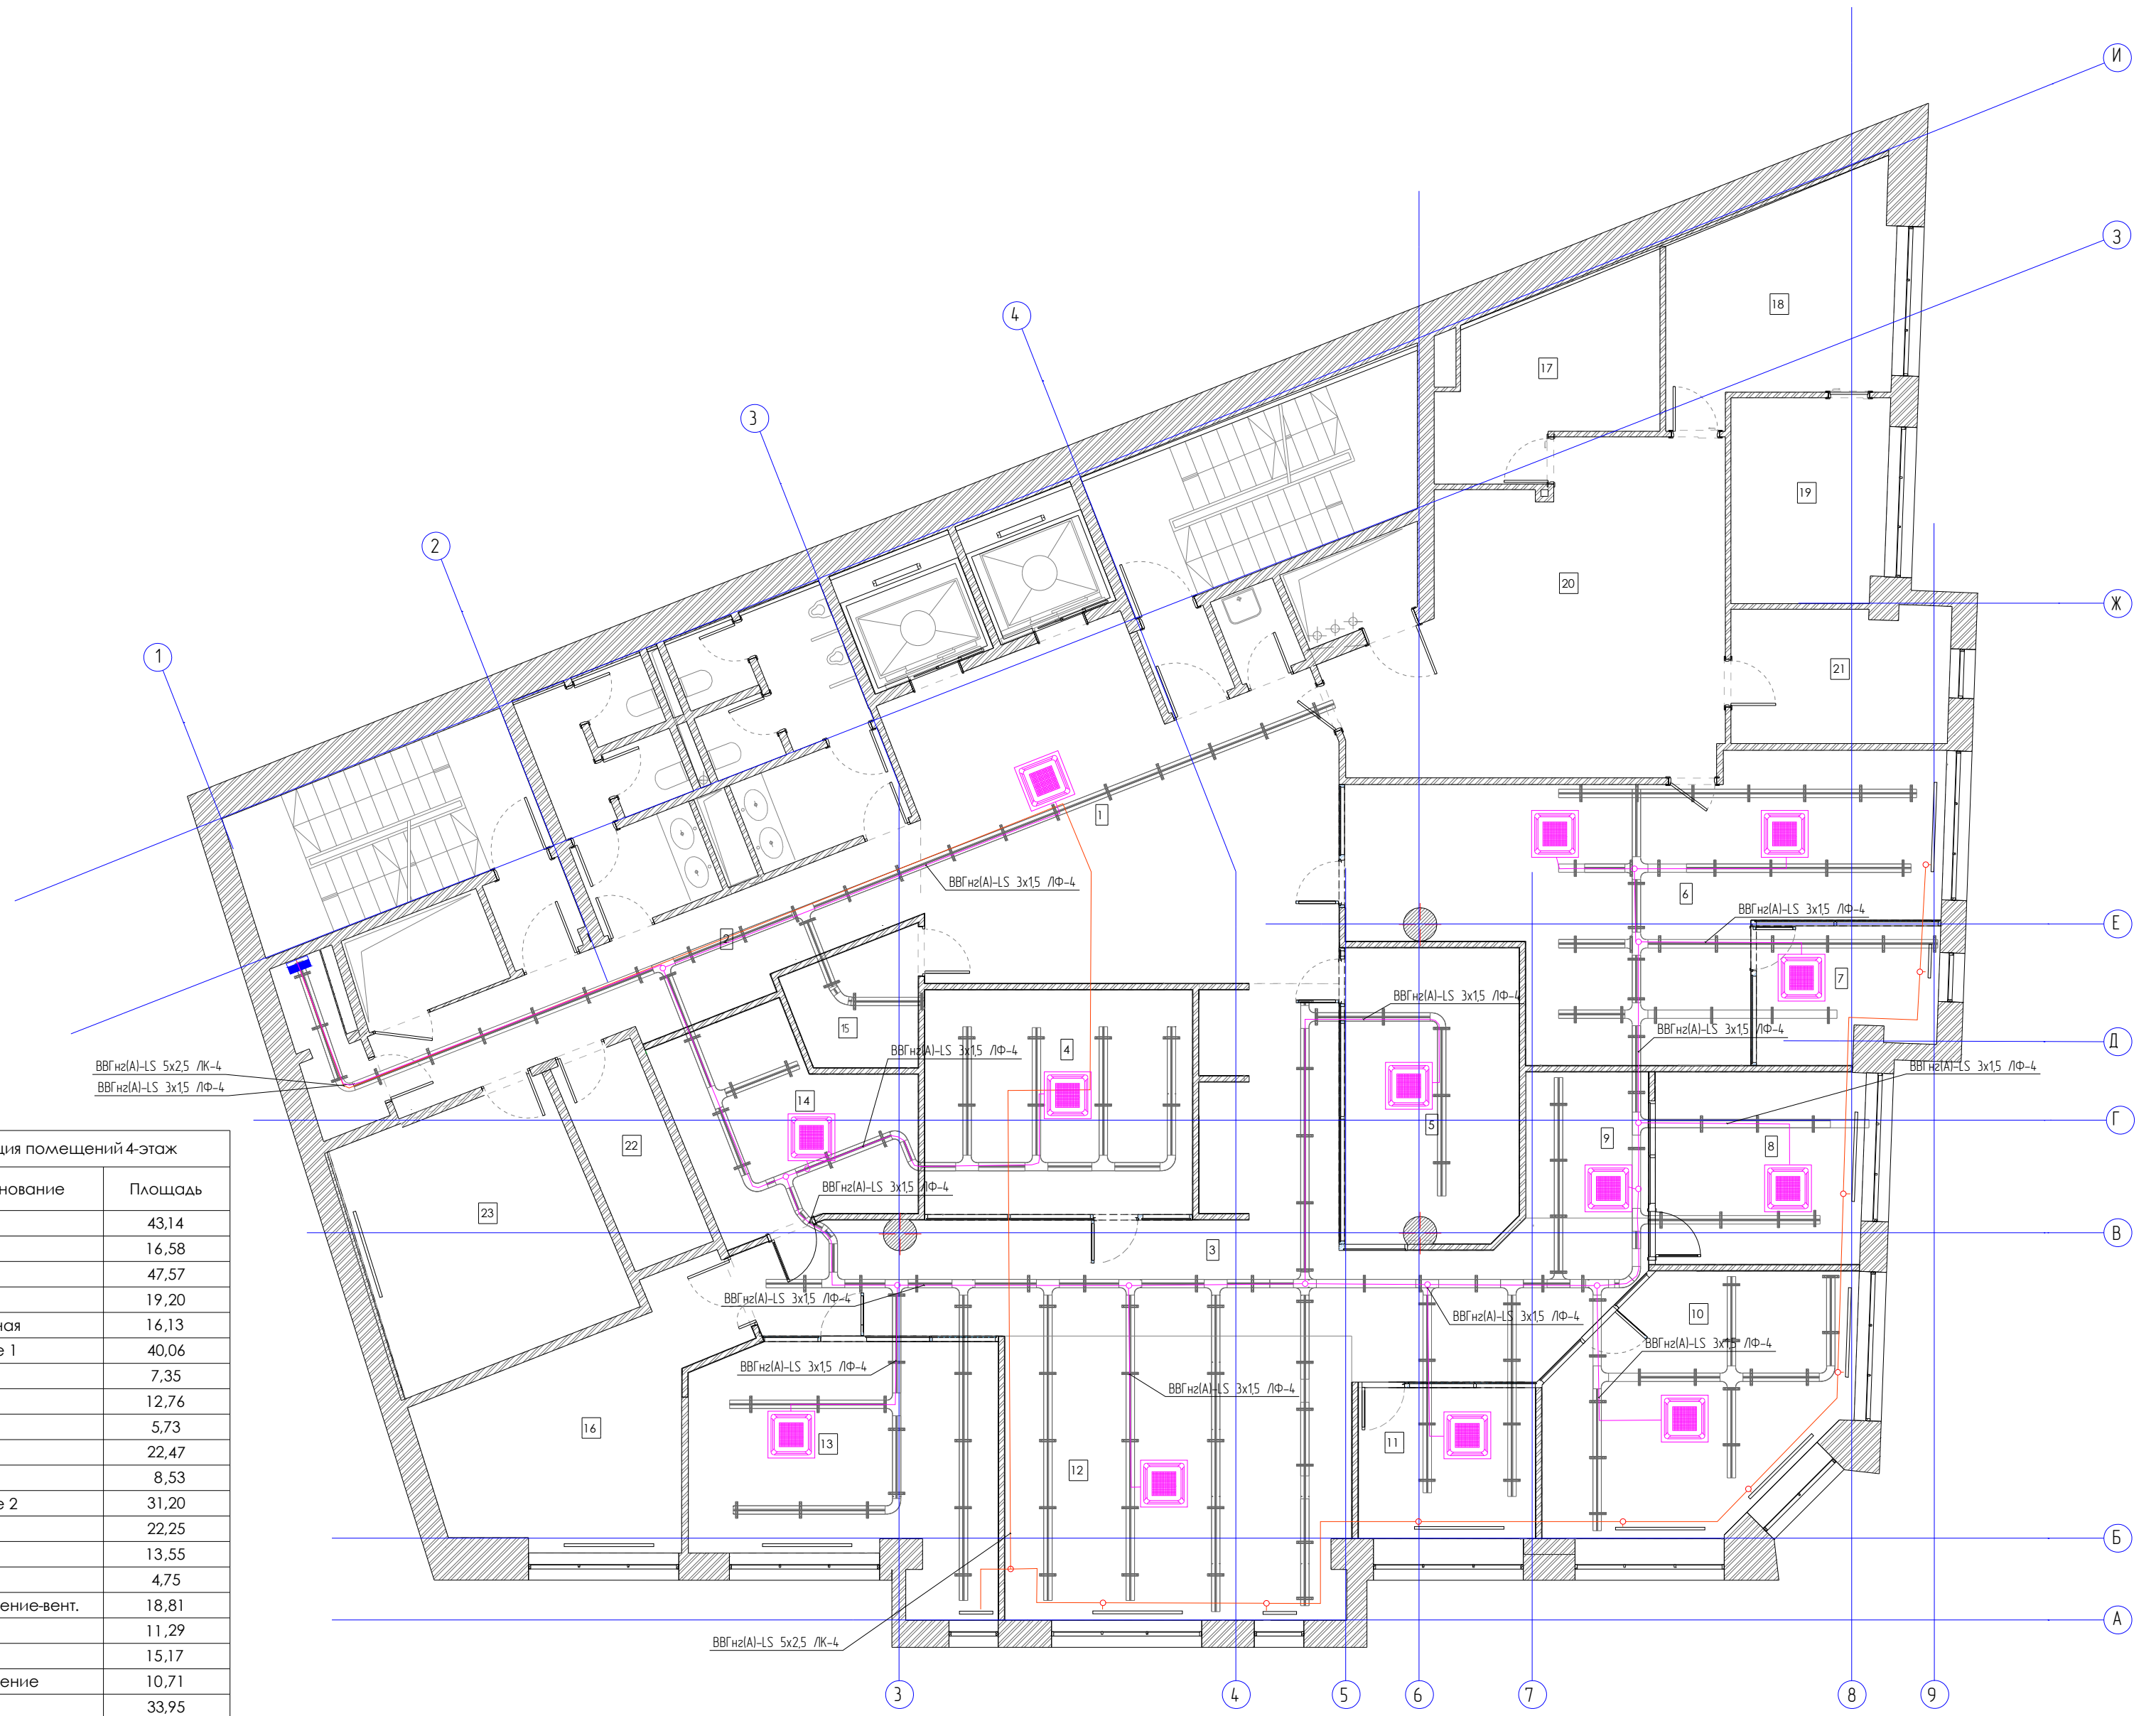 И
З
18
4
17
3
19
2
20
Ж
1
21
1
ВВГнг(А)-LS 3х1,5 ЛФ-4
6
ВВГнг(А)-LS 3х1,5 ЛФ-4
Е
2
7
ВВГнг(А)-LS 3х1,5 ЛФ-4
15
ВВГнг(А)-LS 3х1,5 ЛФ-4
Д
ВВГнг(А)-LS 3х1,5 ЛФ-4
4
ВВГнг(А)-LS 5х2,5 ЛК-4
ВВГнг(А)-LS 3х1,5 ЛФ-4
ВВГнг(А)-LS 3х1,5 ЛФ-4
14
5
Г
22
9
8
ция помещений 4-этаж
нование Площадь
ВВГнг(А)-LS 3х1,5 ЛФ-4
23
43,14
16,58
3
В
47,57
19,20
ВВГнг(А)-LS 3х1,5 ЛФ-4
ВВГнг(А)-LS 3х1,5 ЛФ-4
10
ная 16,13
ВВГнг(А)-LS 3х1,5 ЛФ-4
е 1 40,06
ВВГнг(А)-LS 3х1,5 ЛФ-4
7,35
ВВГнг(А)-LS 3х1,5 ЛФ-4
12,76
5,73
16
13
11
12
22,47
8,53
е 2 31,20
22,25
Б
13,55
4,75
ение-вент. 18,81
А
11,29
ВВГнг(А)-LS 5х2,5 ЛК-4
15,17
ение 10,71
33,95
3
4
5
6
7
8
9